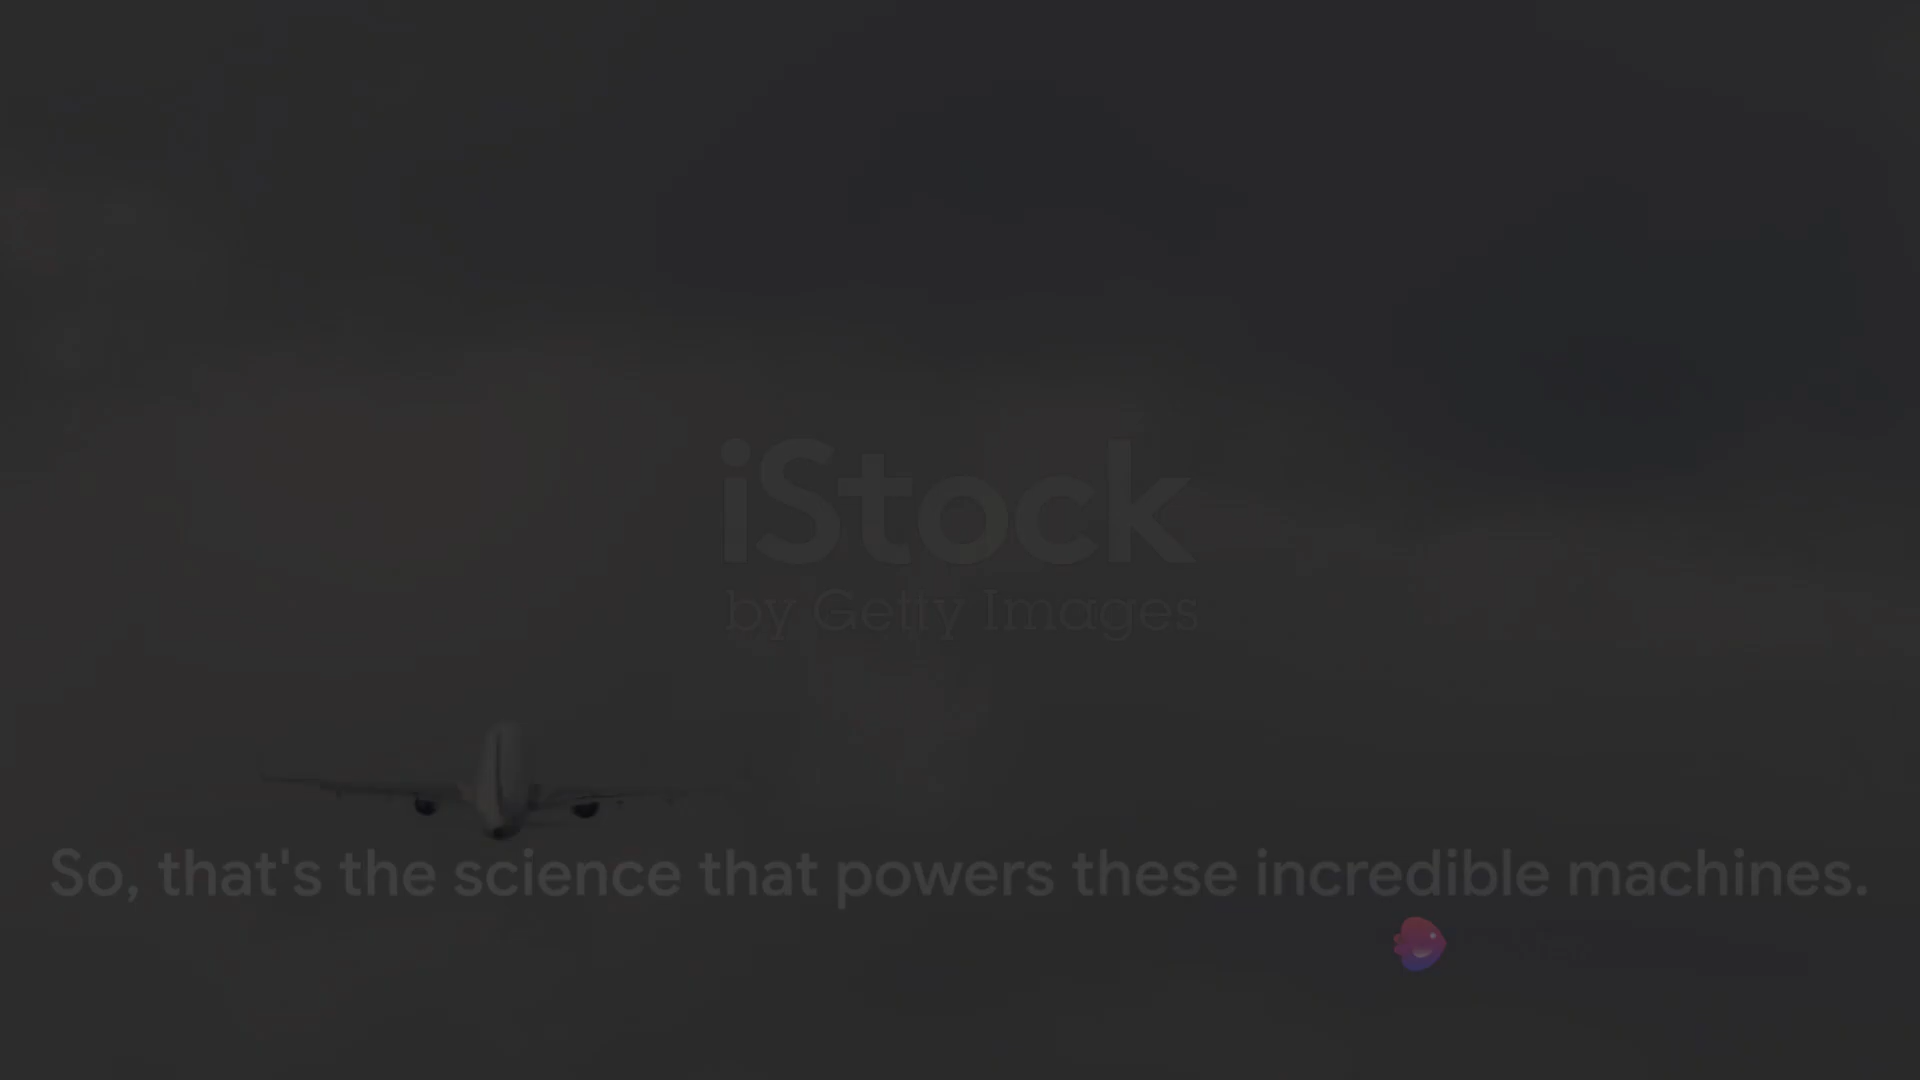 iStock
by Getty Images
So, that's the science that powers these incredible machines.